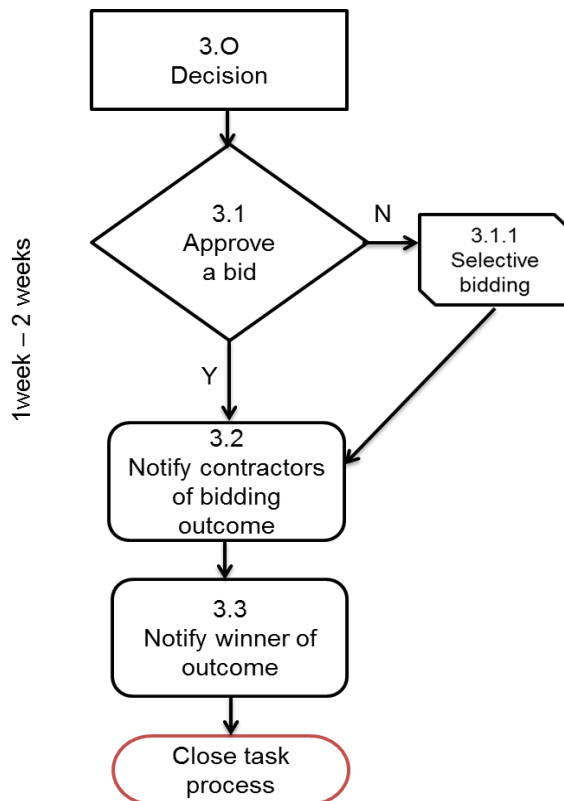 3.O
Decision
3.1
Approve
a bid
N
3.1.1
Selective
bidding
1week – 2 weeks
Y
3.2
Notify contractors
of bidding
outcome
3.3
Notify winner of
outcome
Close task
process